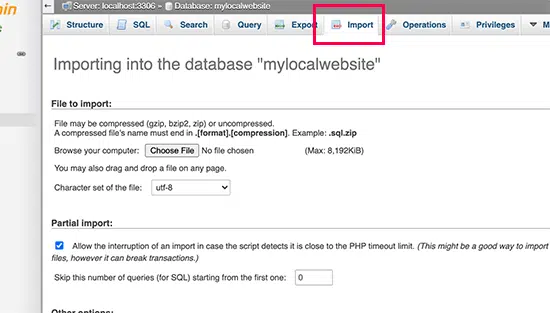 Server: localhost:3306 » Database: mylocalwebsite
Structure SQL Search Query Export Import Operations Privileges
Importing into the database "mylocalwebsite"
File to import:
File may be compressed (gzip, bzip2, zip) or uncompressed.
A compressed file's name must end in .[format].[compression]. Example: .sql.zip
Browse your computer: Choose File No file chosen (Max: 8,192KiB)
You may also drag and drop a file on any page.
Character set of the file: utf-8
Partial import:
Allow the interruption of an import in case the script detects it is close to the PHP timeout limit. (This might be a good way to import
files, however it can break transactions.)
Skip this number of queries (for SQL) starting from the first one: 0
Other options: